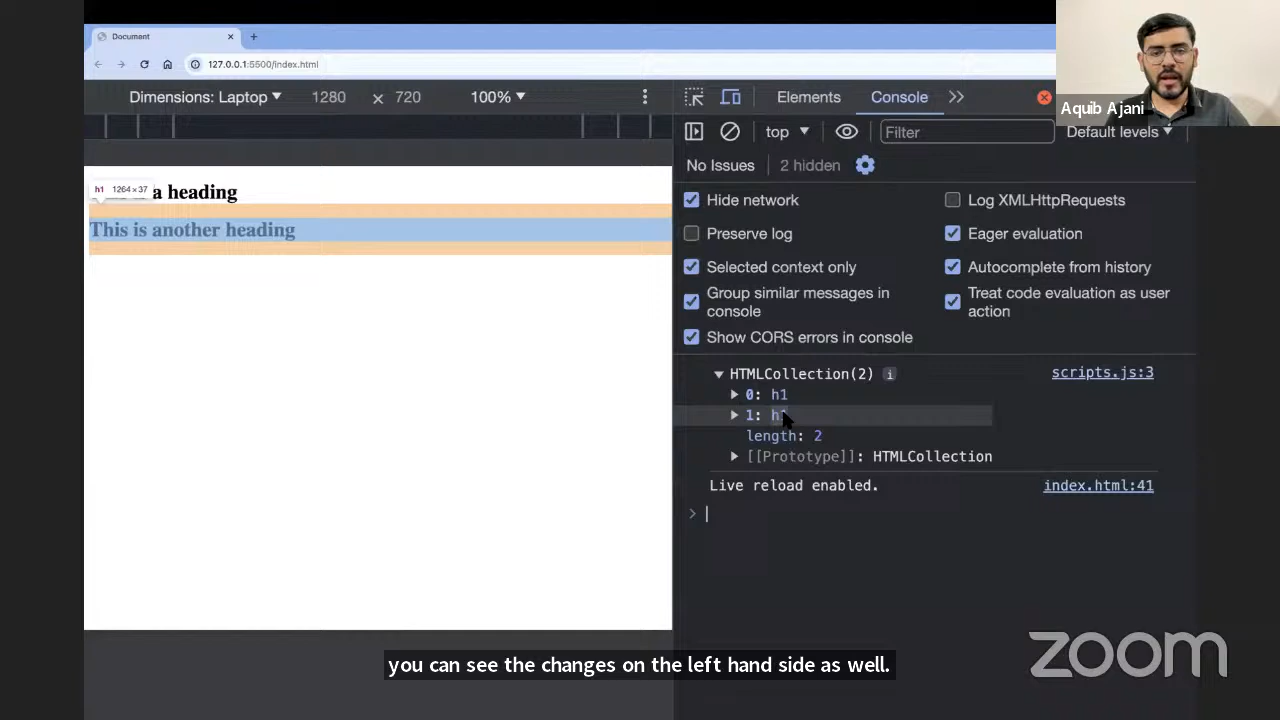 Document
127.0.0.1:5500/index.html
Aquib Ajani
Dimensions: Laptop 1280 × 720 100%
Elements Console
top Filter Default levels
No Issues 2 hidden
Hide network Log XMLHttpRequests
Preserve log Eager evaluation
Selected context only Autocomplete from history
Group similar messages in console Treat code evaluation as user action
Show CORS errors in console
h1 1264×37
a heading
This is another heading
HTMLCollection(2) i scripts.js:3
0: h1
1: h1
length: 2
[[Prototype]]: HTMLCollection
Live reload enabled. index.html:41
>
you can see the changes on the left hand side as well.
zoom